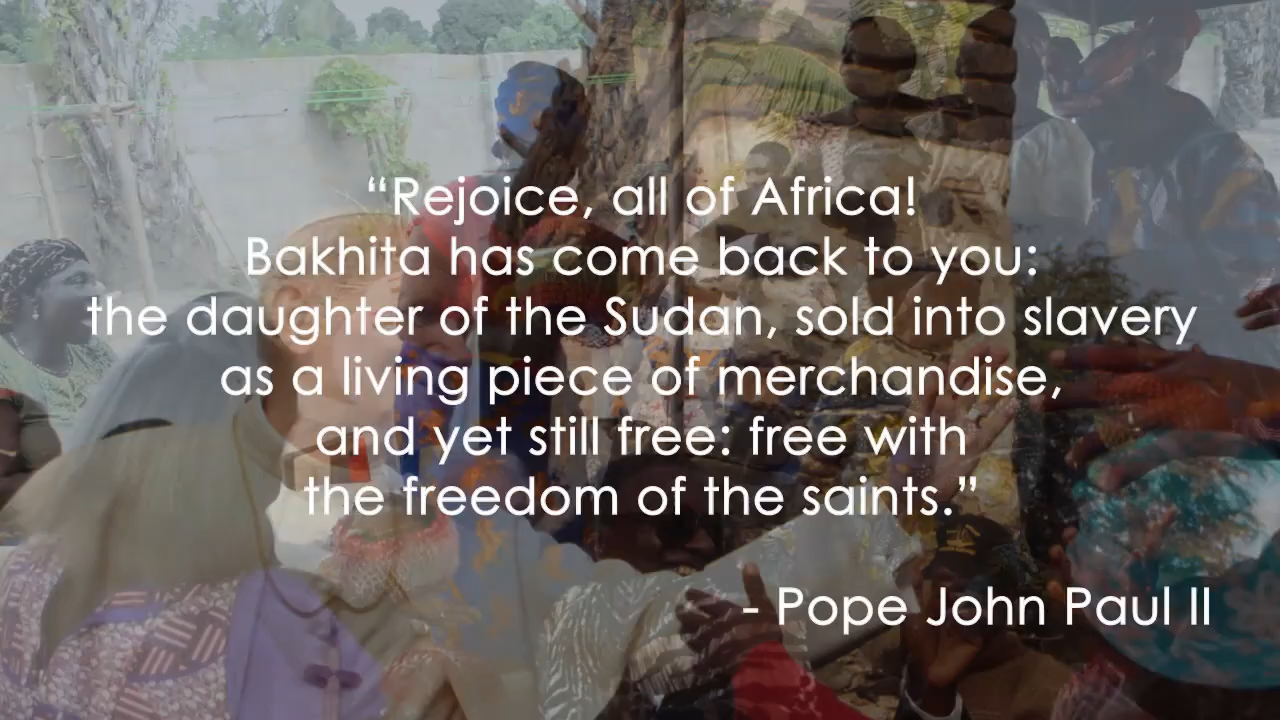 “Rejoice, all of Africa!
Bakhita has come back to you:
the daughter of the Sudan, sold into slavery
as a living piece of merchandise,
and yet still free: free with
the freedom of the saints.”
- Pope John Paul II